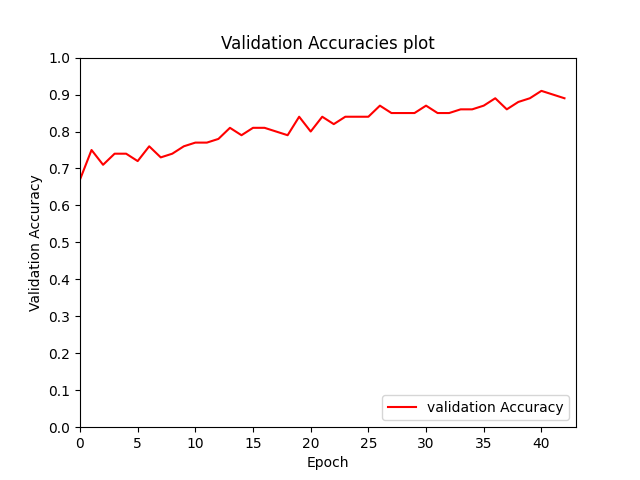 Validation Accuracies plot
1.0
0.9
0.8
0.7
0.6
0.5
0.4
0.3
0.2
0.1
0.0
Validation Accuracy
validation Accuracy
0 5 10 15 20 25 30 35 40
Epoch